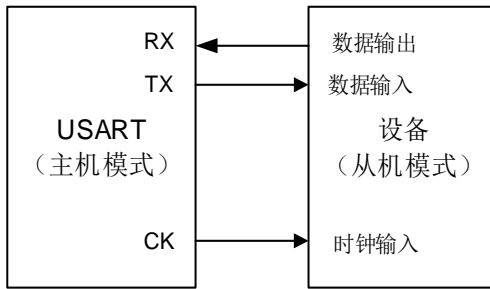 RX
数据输出
TX
数据输入
USART
（主机模式）
设备
（从机模式）
CK
时钟输入